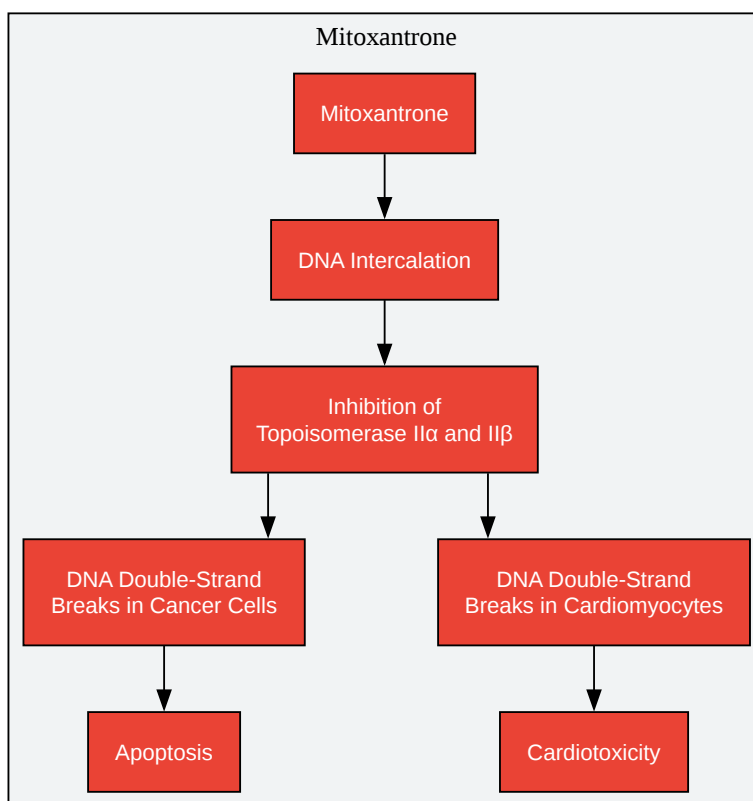 Mitoxantrone
Mitoxantrone
DNA Intercalation
Inhibition of
Topoisomerase IIα and IIβ
DNA Double-Strand
Breaks in Cancer Cells
DNA Double-Strand
Breaks in Cardiomyocytes
Apoptosis
Cardiotoxicity